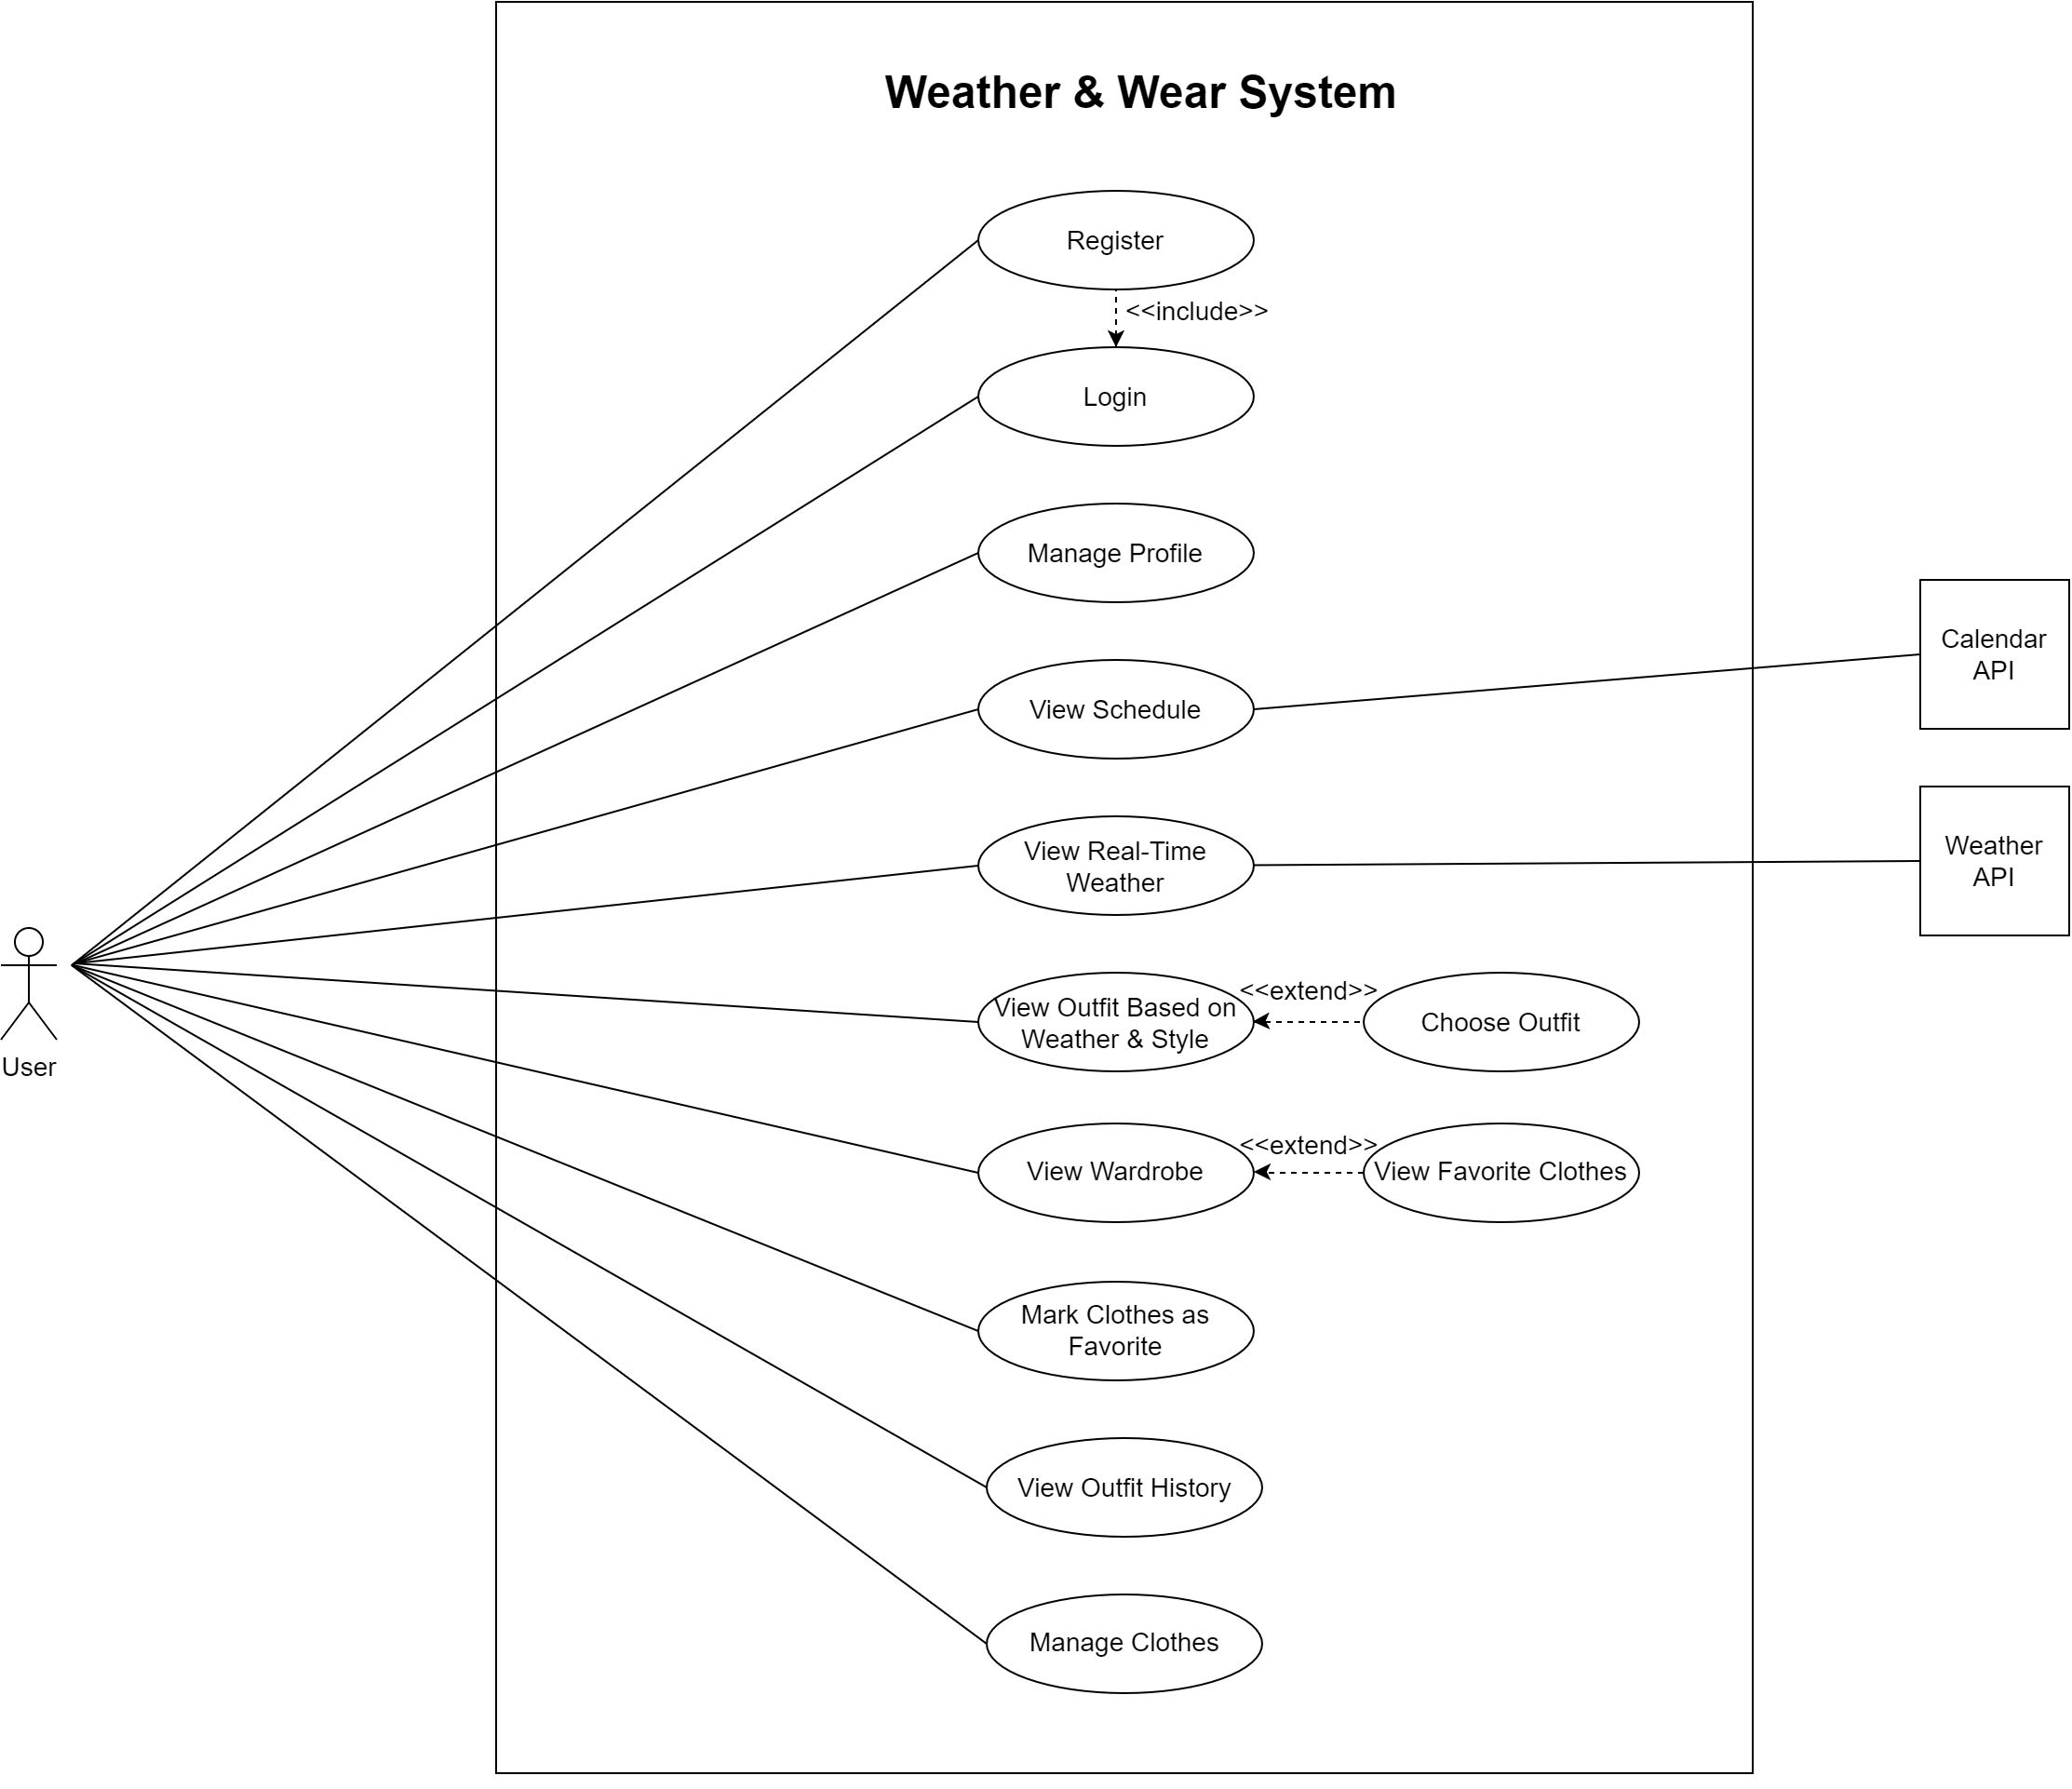 Weather & Wear System
Register
<<include>>
Login
Manage Profile
View Schedule
Calendar
API
View Real-Time
Weather
Weather
API
User
View Outfit Based on
Weather & Style
<<extend>>
Choose Outfit
View Wardrobe
<<extend>>
View Favorite Clothes
Mark Clothes as
Favorite
View Outfit History
Manage Clothes